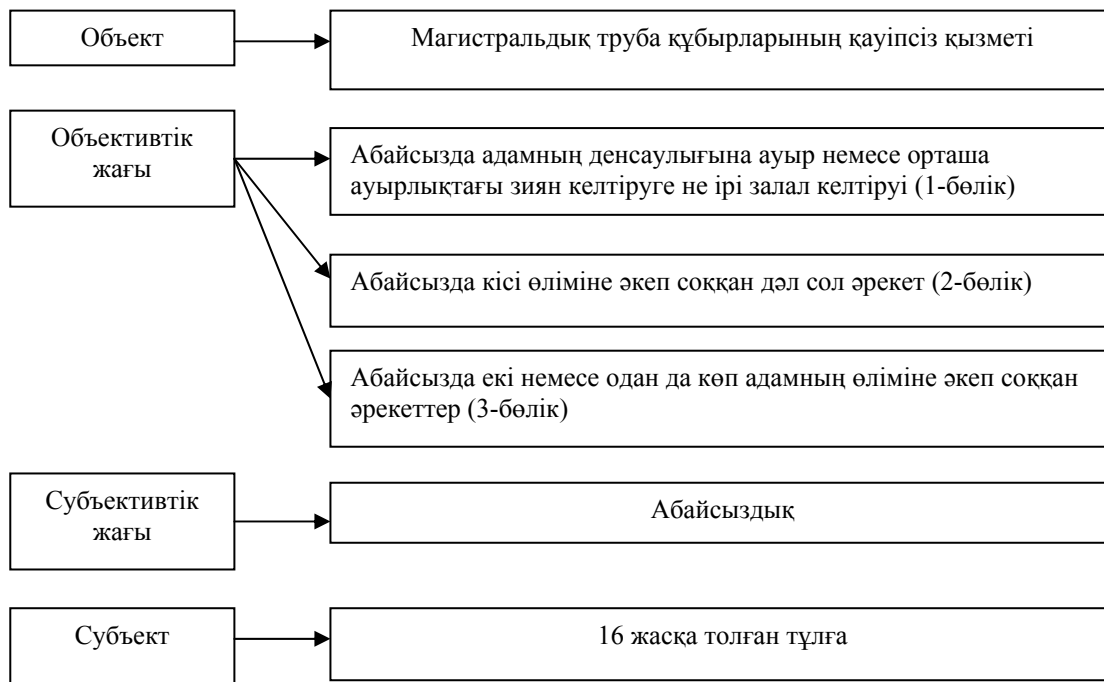 Объект
Магистральдық труба құбырларының қауіпсіз қызметі
Объективтік
жағы
Абайсызда адамның денсаулығына ауыр немесе орташа
ауырлықтағы зиян келтіруге не ірі залал келтіруі (1-бөлік)
Абайсызда кісі өліміне әкеп соққан дәл сол әрекет (2-бөлік)
Абайсызда екі немесе одан да көп адамның өліміне әкеп соққан
әрекеттер (3-бөлік)
Субъективтік
жағы
Абайсыздық
Субъект
16 жасқа толған тұлға